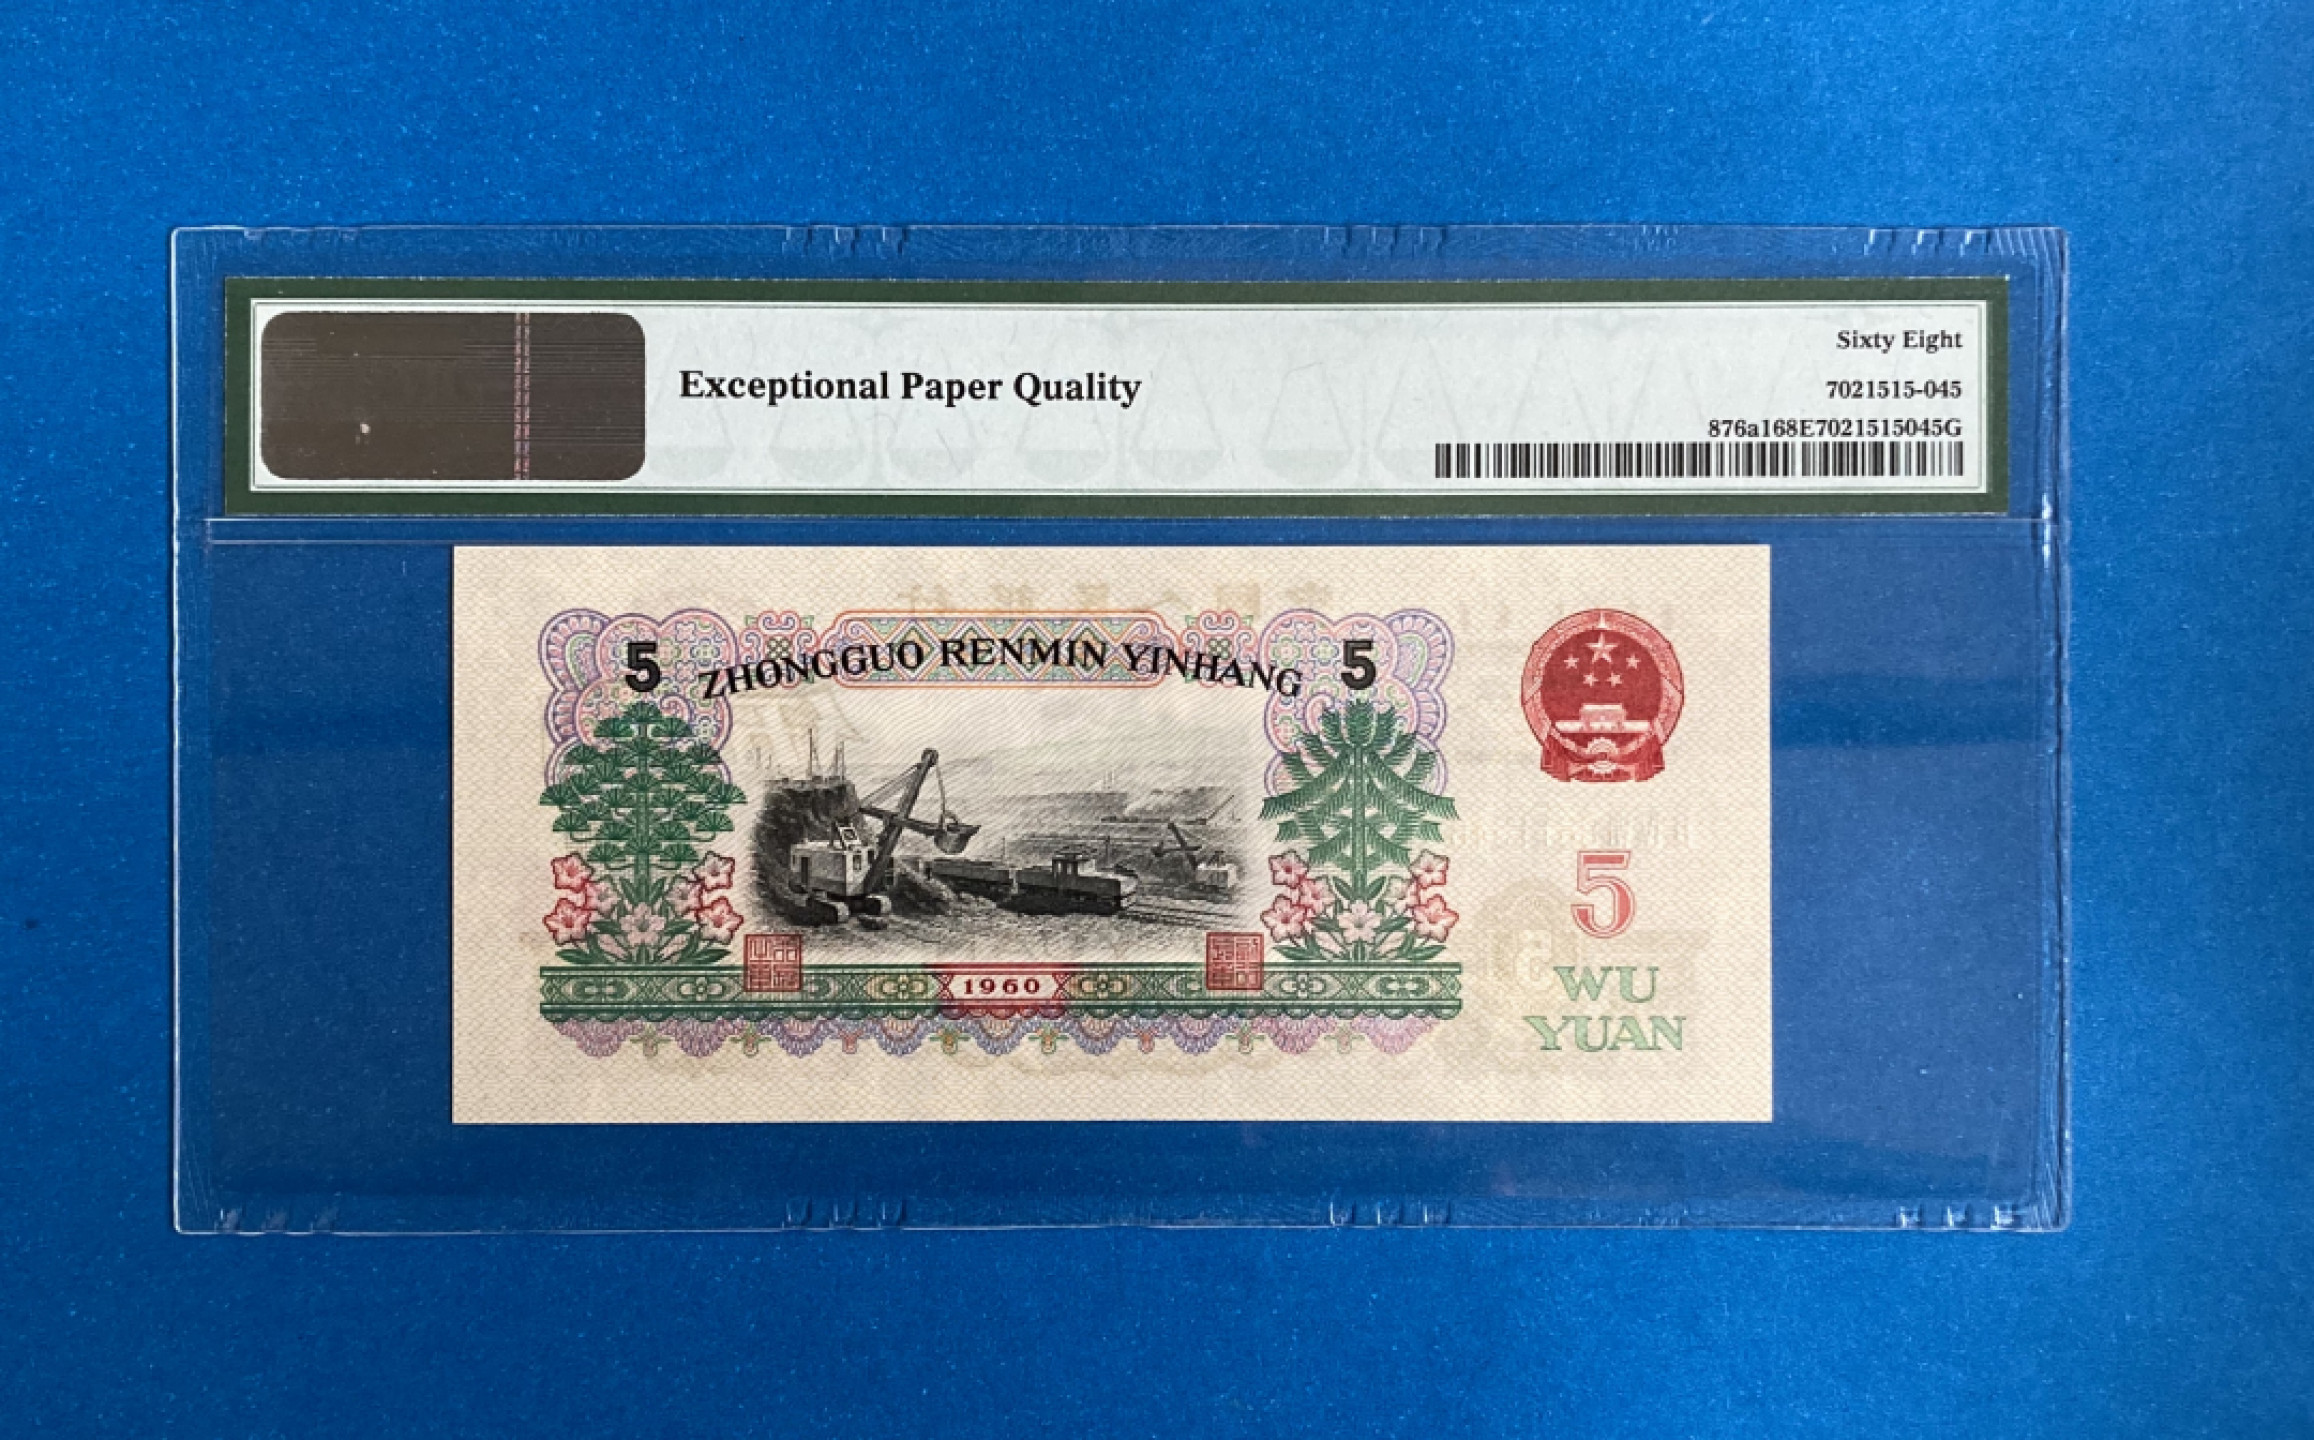 Exceptional Paper Quality
Sixty Eight
7021515-045
876a168E7021515045G
5 ZHONGGUO RENMIN YINHANG 5
1960
5
WU
YUAN